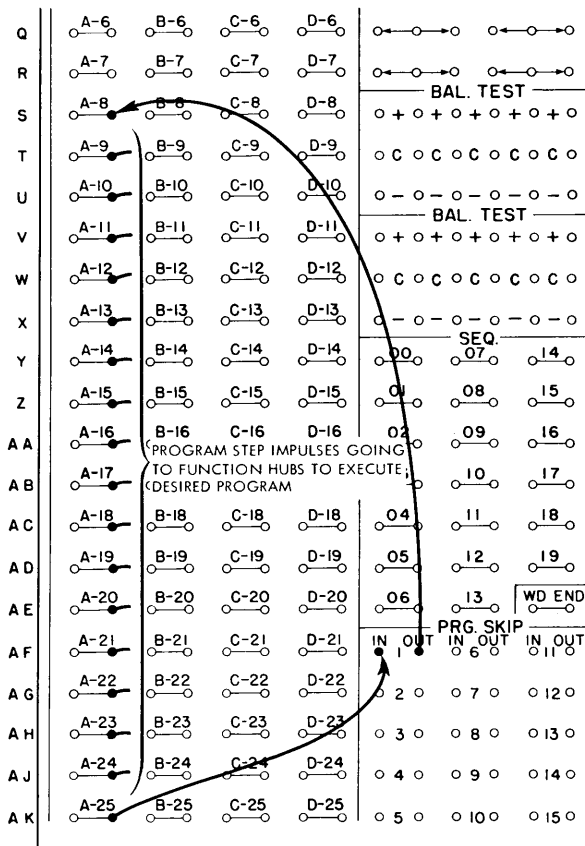 Q A-6 B-6 C-6 D-6
R A-7 B-7 C-7 D-7
BAL. TEST
S A-8 B-8 C-8 D-8 + + + + +
T A-9 B-9 C-9 D-9 C C C C C
U A-10 B-10 C-10 D-10 - - - - -
BAL. TEST
V A-11 B-11 C-11 D-11 + + + + +
W A-12 B-12 C-12 D-12 C C C C C
X A-13 B-13 C-13 D-13 - - - - -
SEQ.
Y A-14 B-14 C-14 D-14 00 07 14
Z A-15 B-15 C-15 D-15 01 08 15
AA A-16 B-16 C-16 D-16 02 09 16
PROGRAM STEP IMPULSES GOING
TO FUNCTION HUBS TO EXECUTE
DESIRED PROGRAM
AB A-17 10 17
AC A-18 B-18 C-18 D-18 04 11 18
AD A-19 B-19 C-19 D-19 05 12 19
AE A-20 B-20 C-20 D-20 06 13 WD END
PRG. SKIP
IN OUT IN OUT IN OUT
AF A-21 B-21 C-21 D-21 1 6 11
AG A-22 B-22 C-22 D-22 2 7 12
AH A-23 B-23 C-23 D-23 3 8 13
AJ A-24 B-24 C-24 D-24 4 9 14
AK A-25 B-25 C-25 D-25 5 10 15